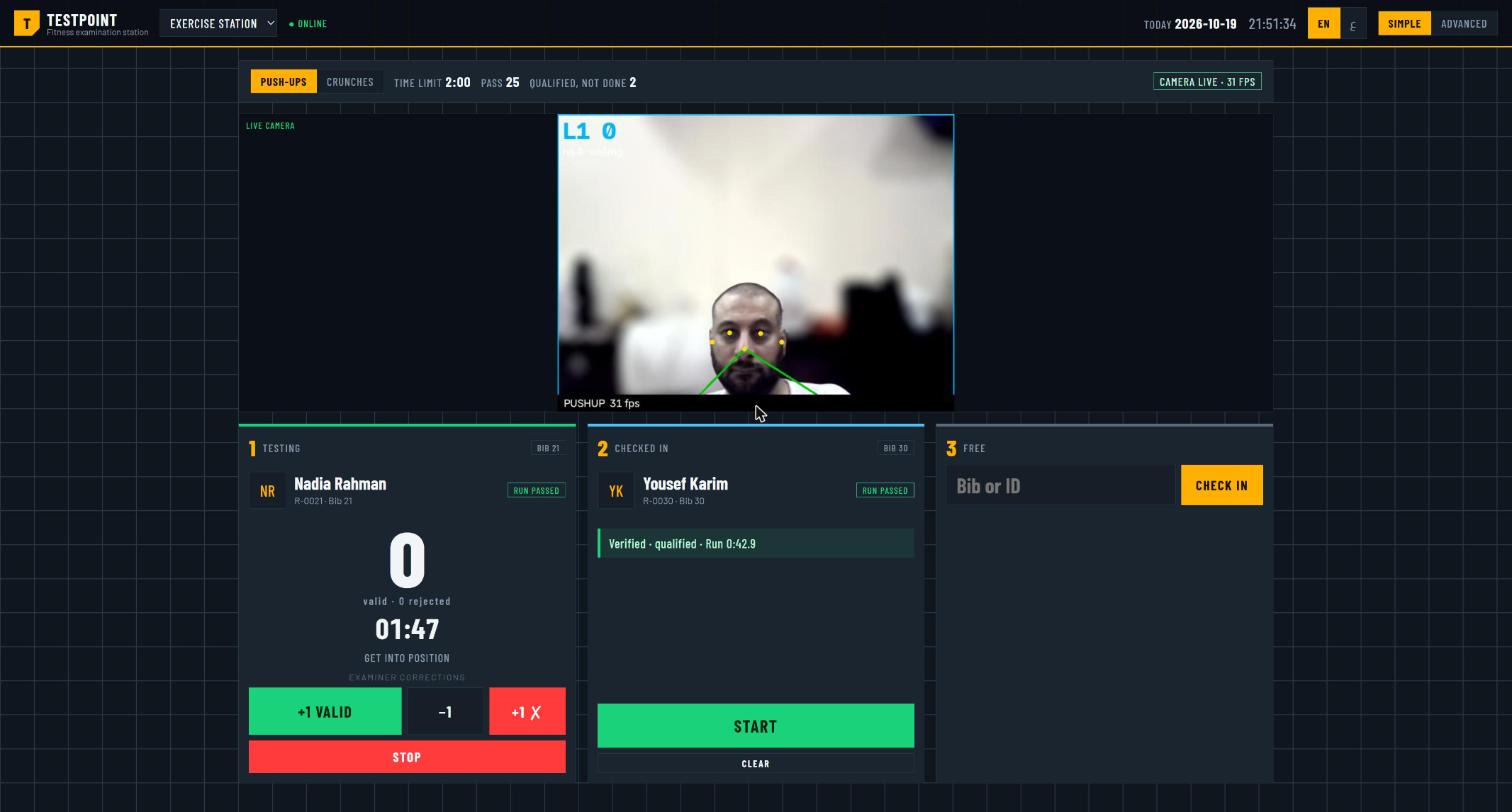 T TESTPOINT
Fitness examination station
EXERCISE STATION
ONLINE
TODAY 2026-10-19 21:51:34
EN ع
SIMPLE ADVANCED
PUSH-UPS CRUNCHES TIME LIMIT 2:00 PASS 25 QUALIFIED, NOT DONE 2
CAMERA LIVE · 31 FPS
LIVE CAMERA
L1 0
PUSHUP 31 fps
1 TESTING BIB 21
NR Nadia Rahman
R-0021 · Bib 21
RUN PASSED
0
valid · 0 rejected
01:47
GET INTO POSITION
EXAMINER CORRECTIONS
+1 VALID −1 +1 ✗
STOP
2 CHECKED IN BIB 30
YK Yousef Karim
R-0030 · Bib 30
RUN PASSED
Verified · qualified · Run 0:42.9
START
CLEAR
3 FREE
Bib or ID CHECK IN